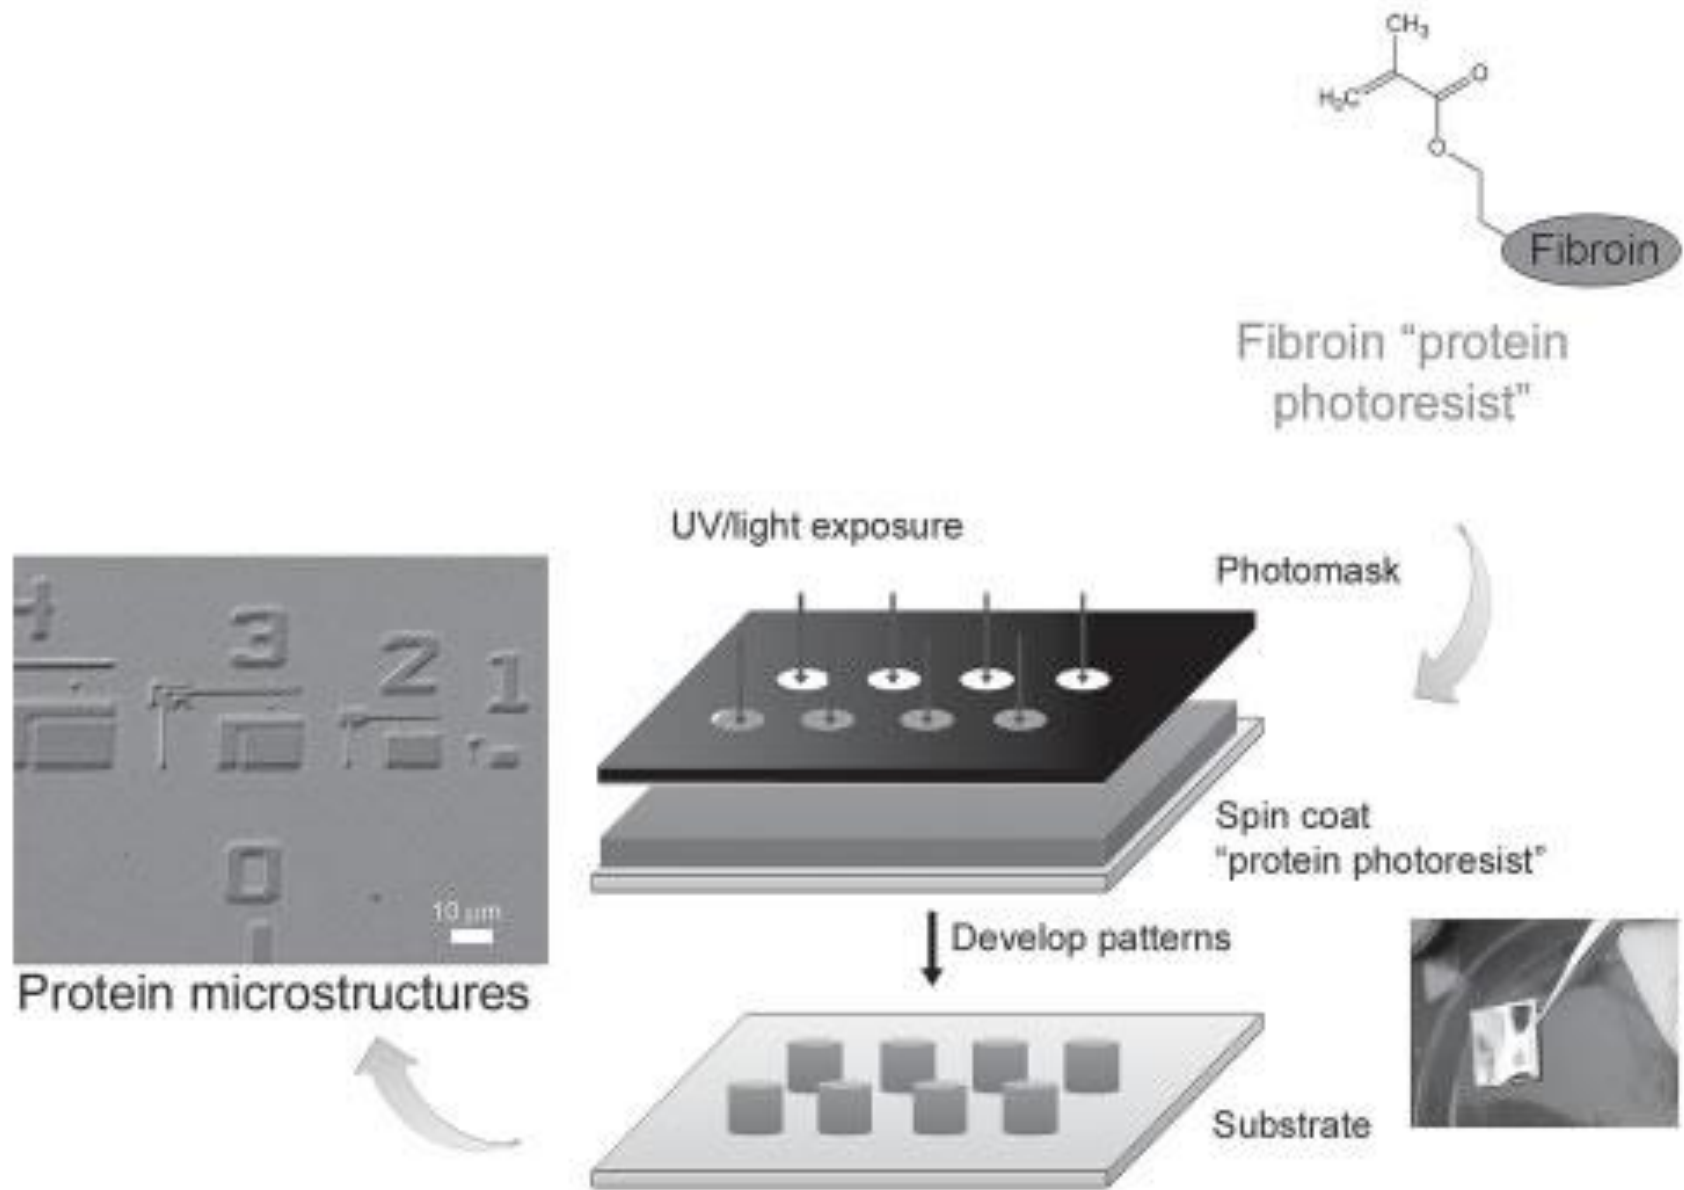 CH₃
H₂C
O
O
Fibroin
Fibroin “protein
photoresist”
UV/light exposure
Photomask
4
3
2
1
0
10 μm
Protein microstructures
Spin coat
“protein photoresist”
Develop patterns
Substrate